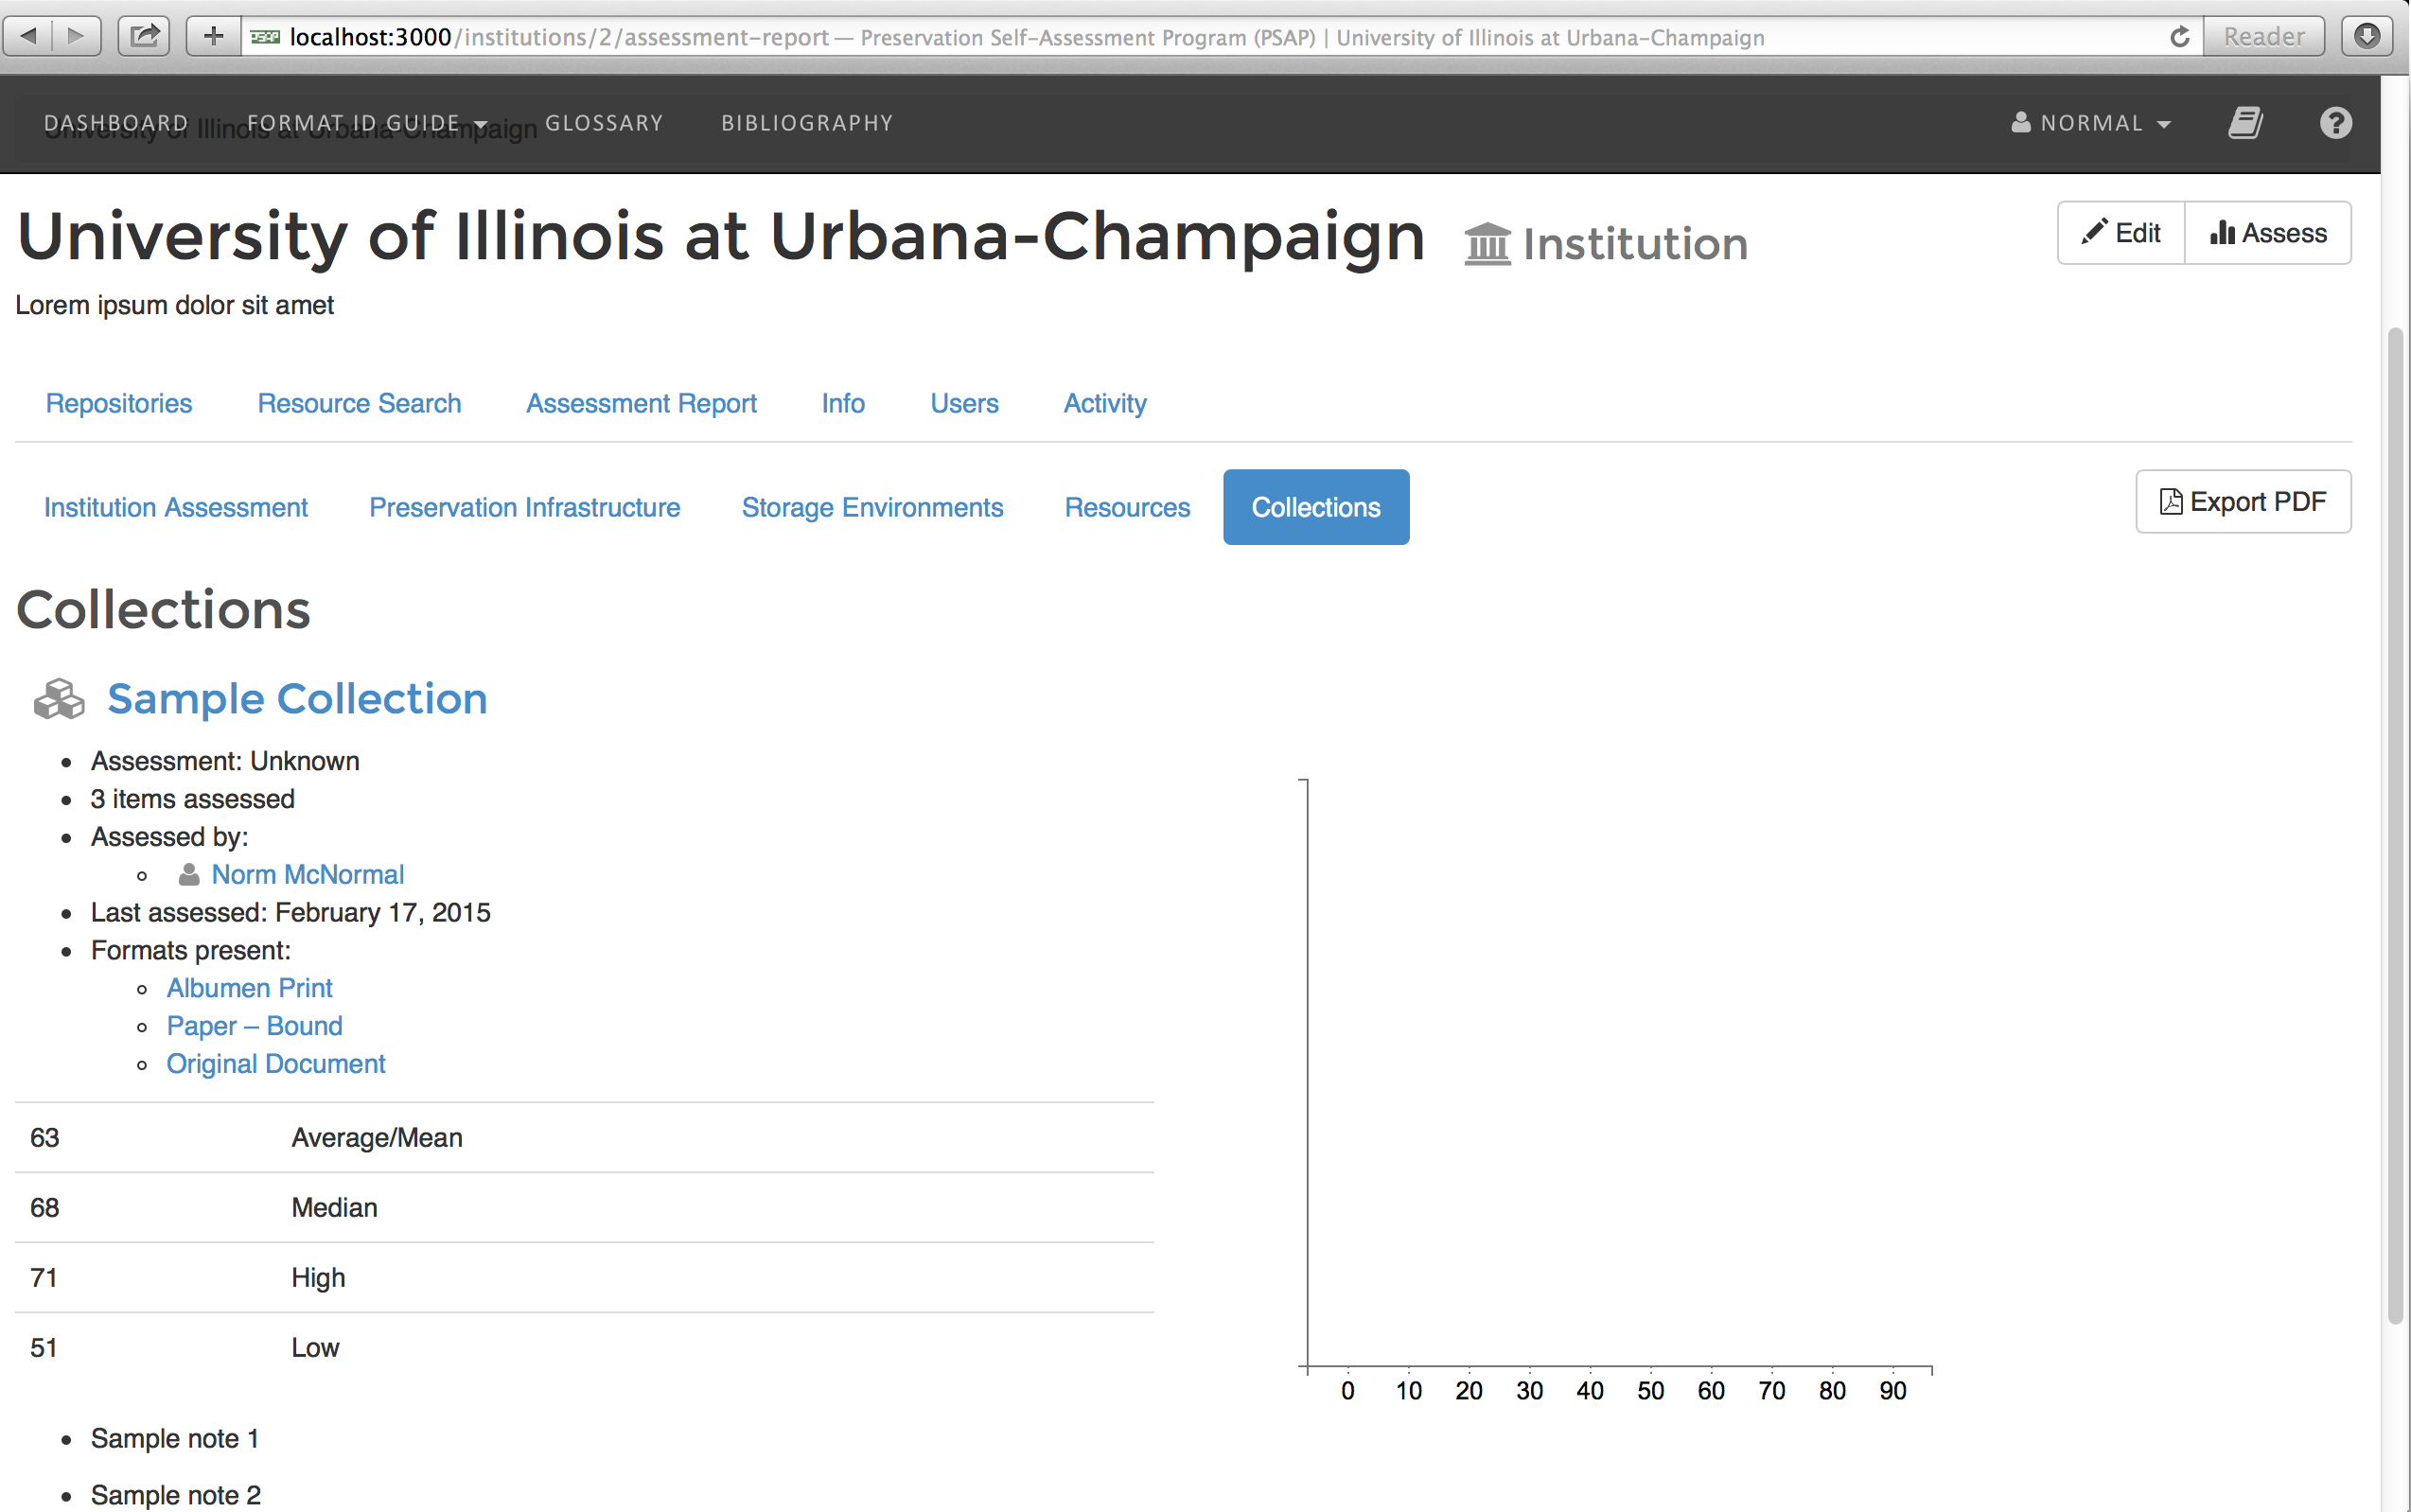 localhost:3000/institutions/2/assessment-report — Preservation Self-Assessment Program (PSAP) | University of Illinois at Urbana-Champaign
Reader
DASHBOARD FORMAT ID GUIDE GLOSSARY BIBLIOGRAPHY NORMAL
University of Illinois at Urbana-Champaign
University of Illinois at Urbana-Champaign Institution
Edit Assess
Lorem ipsum dolor sit amet
Repositories Resource Search Assessment Report Info Users Activity
Institution Assessment Preservation Infrastructure Storage Environments Resources Collections
Export PDF
Collections
Sample Collection
Assessment: Unknown
3 items assessed
Assessed by:
Norm McNormal
Last assessed: February 17, 2015
Formats present:
Albumen Print
Paper – Bound
Original Document
63 Average/Mean
68 Median
71 High
51 Low
0 10 20 30 40 50 60 70 80 90
Sample note 1
Sample note 2